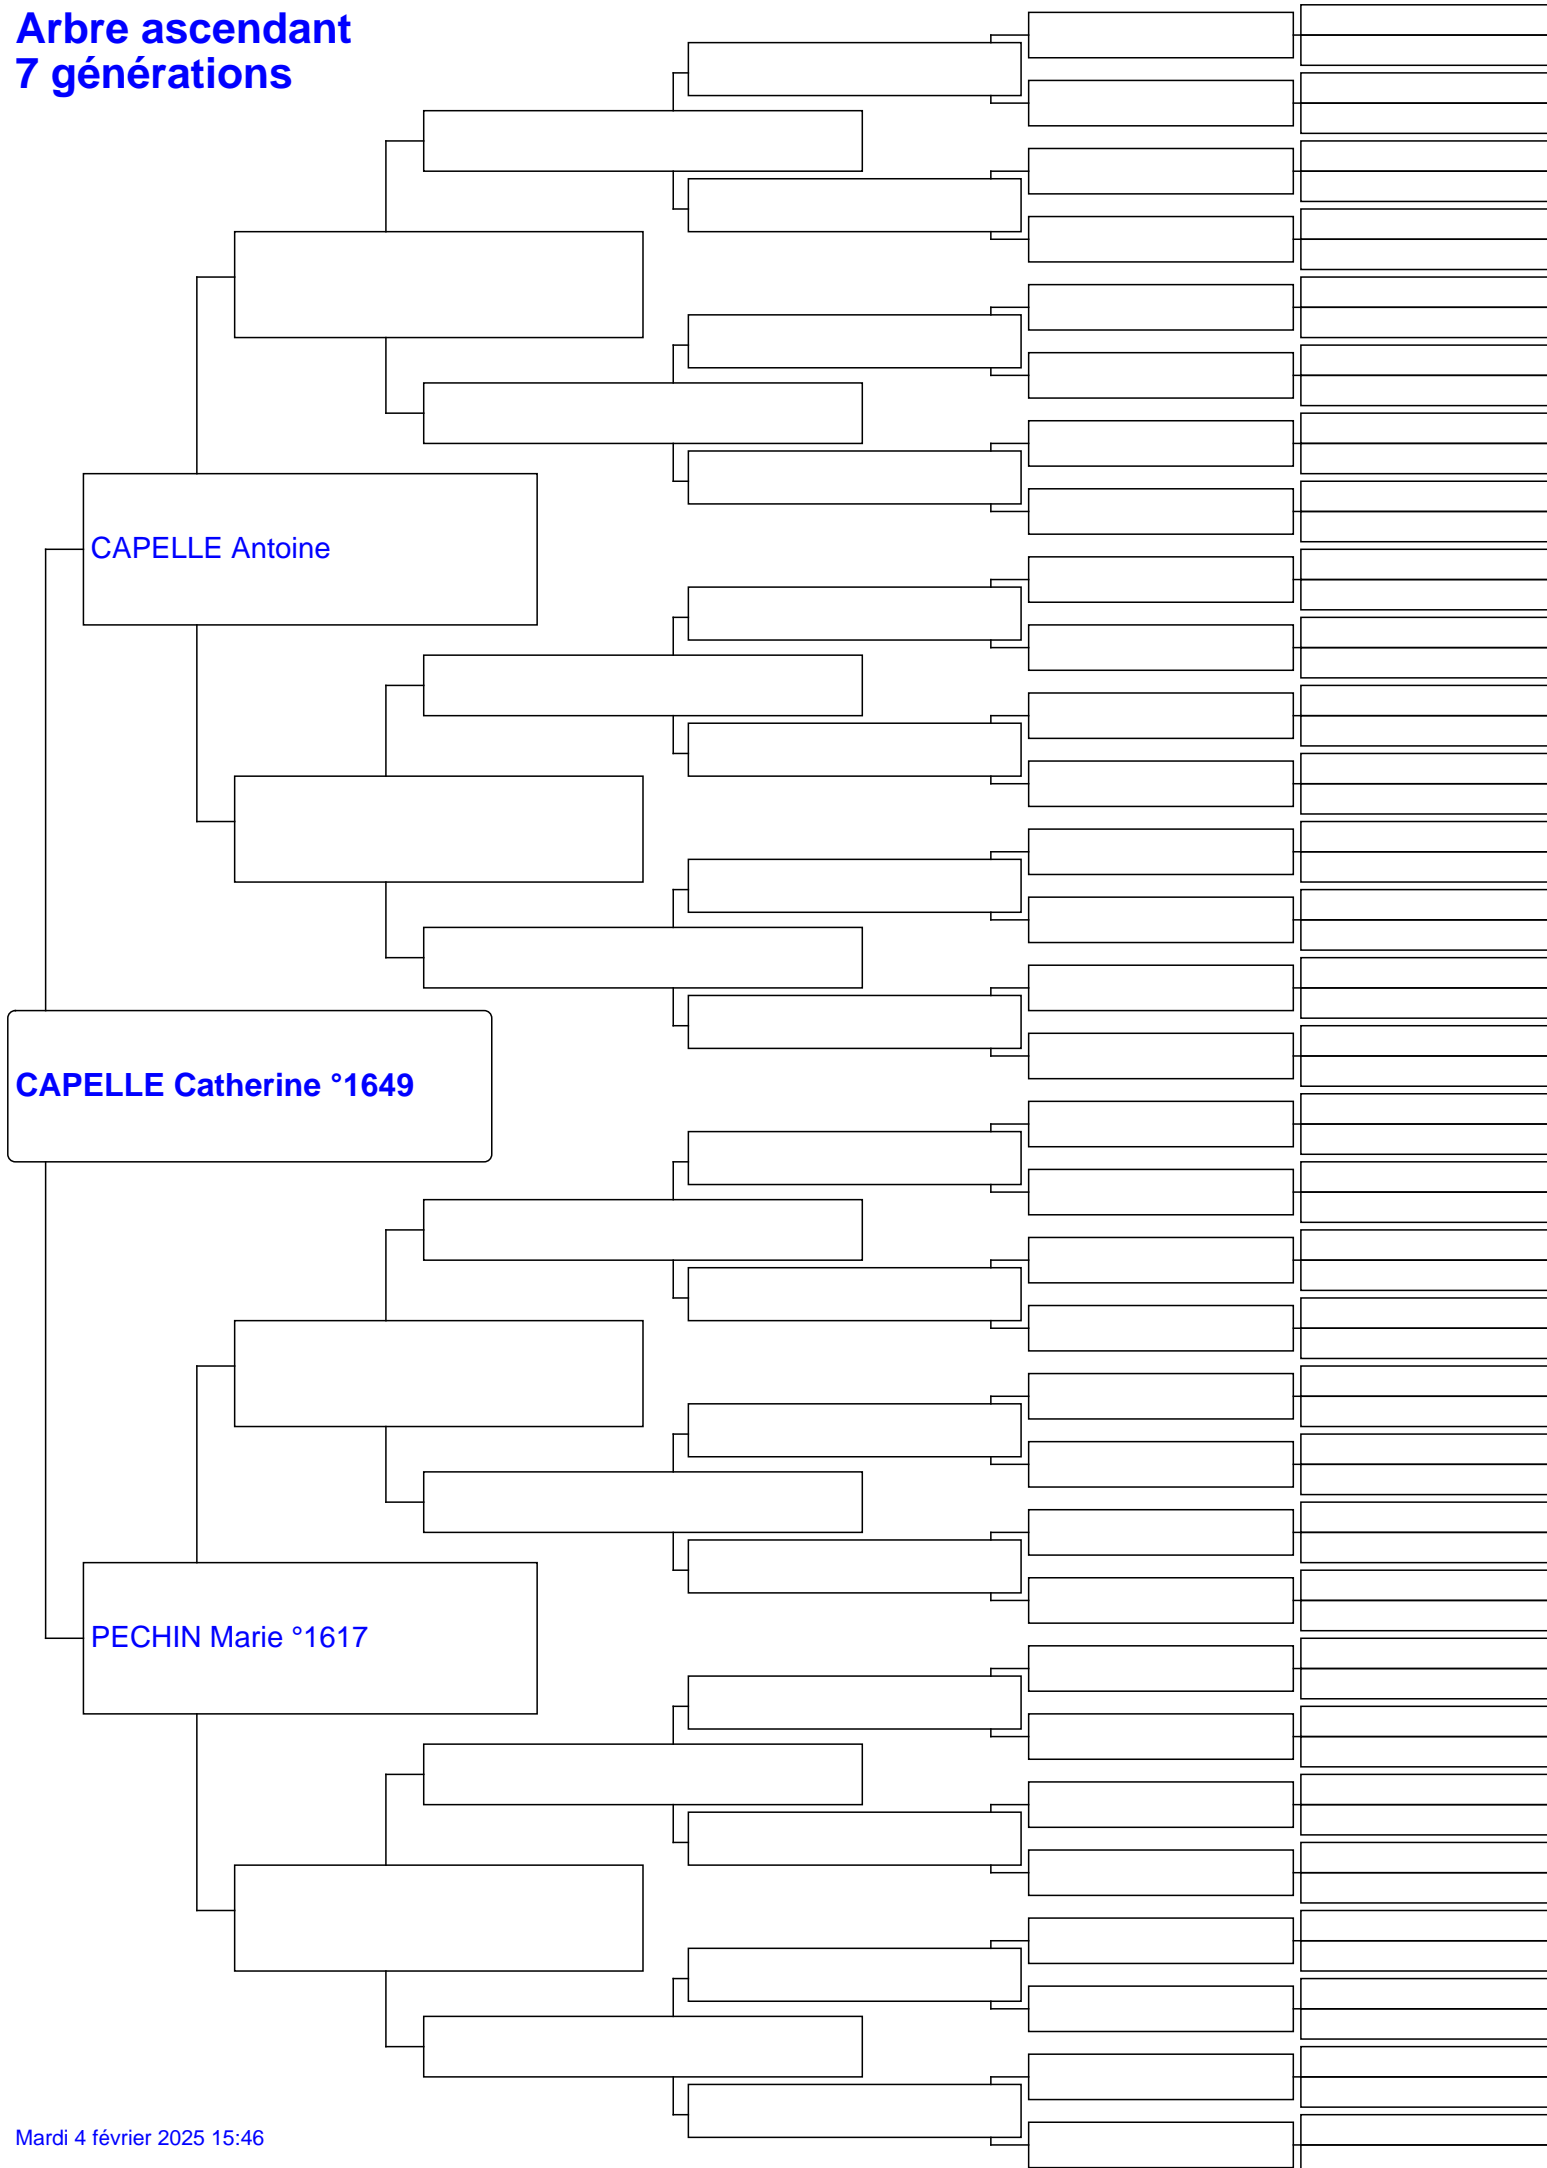 Arbre ascendant
7 générations
CAPELLE Antoine
CAPELLE Catherine °1649
PECHIN Marie °1617
Mardi 4 février 2025 15:46